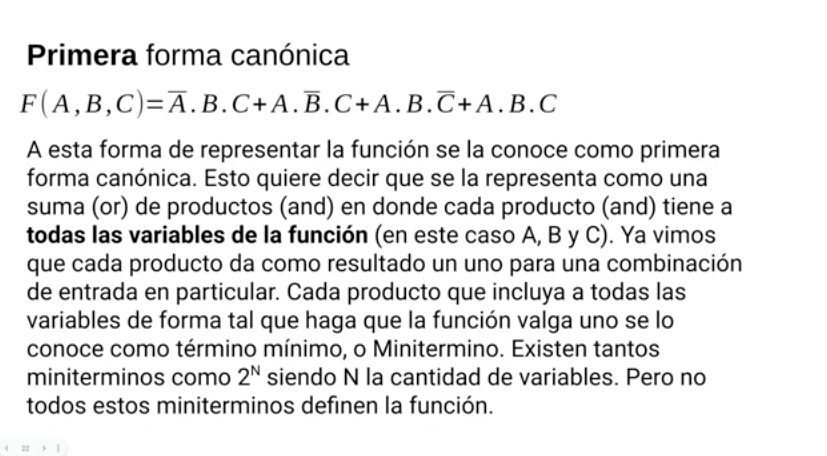 Primera forma canónica
F(A,B,C)=A̅.B.C+A.B̅.C+A.B.C̅+A.B.C
A esta forma de representar la función se la conoce como primera
forma canónica. Esto quiere decir que se la representa como una
suma (or) de productos (and) en donde cada producto (and) tiene a
todas las variables de la función (en este caso A, B y C). Ya vimos
que cada producto da como resultado un uno para una combinación
de entrada en particular. Cada producto que incluya a todas las
variables de forma tal que haga que la función valga uno se lo
conoce como término mínimo, o Minitermino. Existen tantos
miniterminos como 2ᴺ siendo N la cantidad de variables. Pero no
todos estos miniterminos definen la función.
22